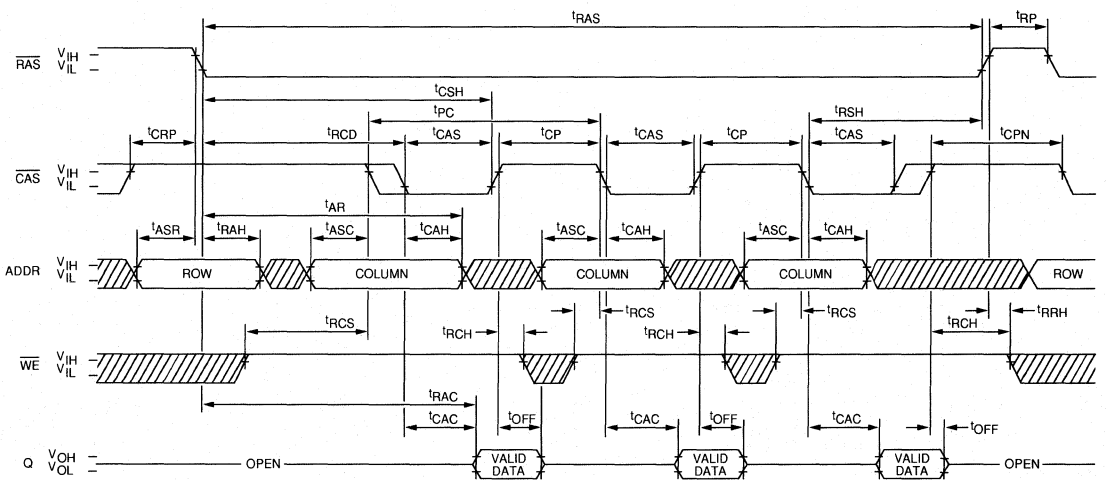 tRAS tRP
RAS VIH VIL
tCSH
tPC tRSH
tCRP tRCD tCAS tCP tCAS tCP tCAS tCPN
CAS VIH VIL
tAR
tASR tRAH tASC tCAH tASC tCAH tASC tCAH
ADDR VIH VIL ROW COLUMN COLUMN COLUMN ROW
tRCS tRCH tRCS tRCH tRCS tRCH tRRH
WE VIH VIL
tRAC
tCAC tOFF tCAC tOFF tCAC tOFF
Q VOH VOL OPEN VALID DATA VALID DATA VALID DATA OPEN